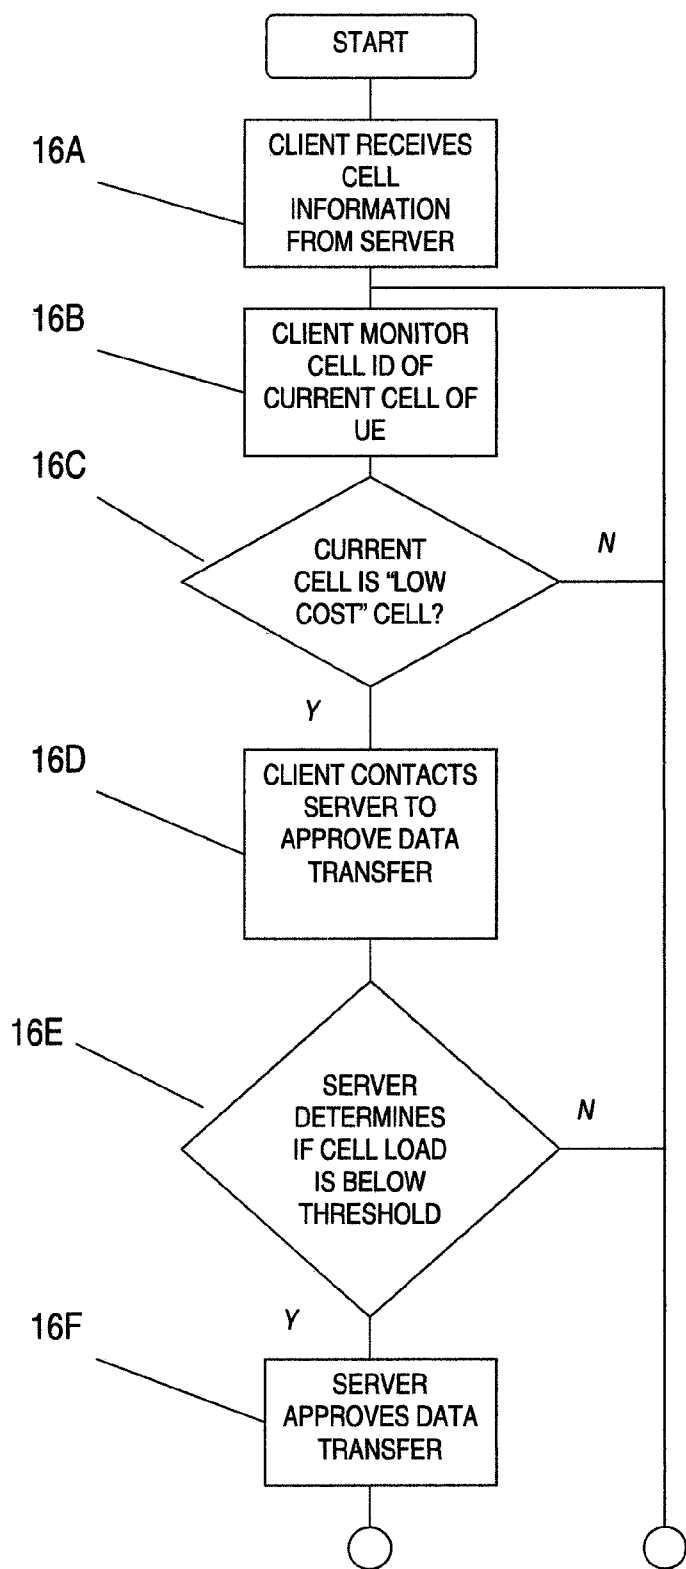 START
16A
CLIENT RECEIVES
CELL
INFORMATION
FROM SERVER
16B
CLIENT MONITOR
CELL ID OF
CURRENT CELL OF
UE
16C
CURRENT
CELL IS “LOW
COST” CELL?
N
Y
16D
CLIENT CONTACTS
SERVER TO
APPROVE DATA
TRANSFER
16E
SERVER
DETERMINES
IF CELL LOAD
IS BELOW
THRESHOLD
N
Y
16F
SERVER
APPROVES DATA
TRANSFER